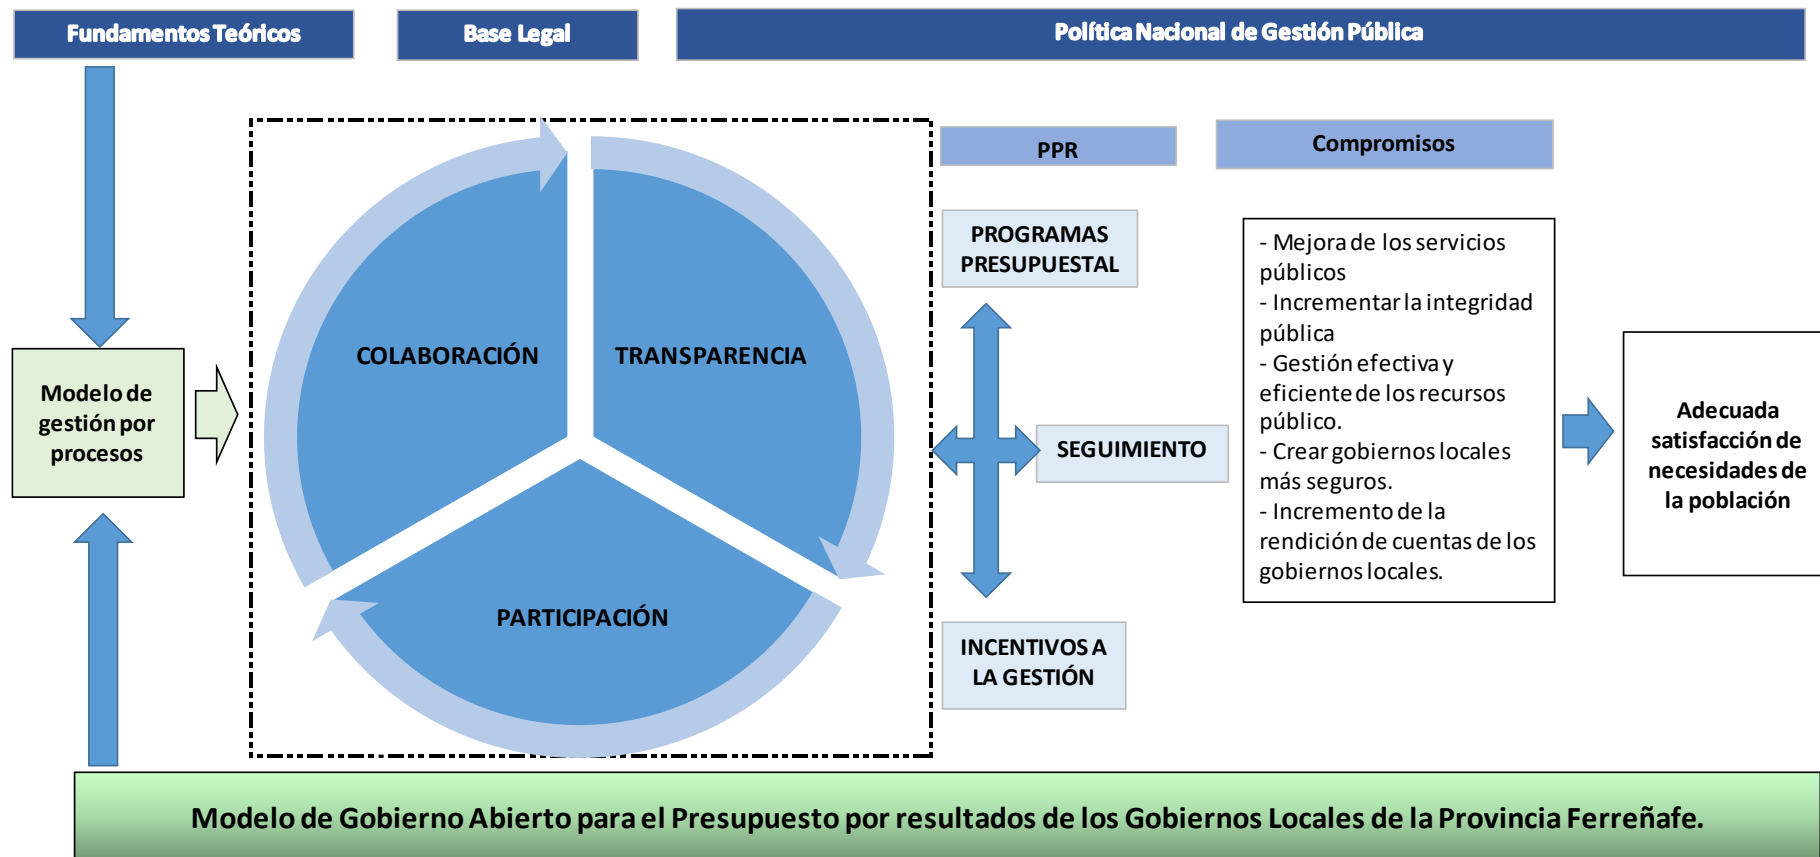 Fundamentos Teóricos
Base Legal
Política Nacional de Gestión Pública
PPR
Compromisos
PROGRAMAS
PRESUPUESTAL
COLABORACIÓN
TRANSPARENCIA
PARTICIPACIÓN
Modelo de
gestión por
procesos
SEGUIMIENTO
INCENTIVOS A
LA GESTIÓN
- Mejora de los servicios
públicos
- Incrementar la integridad
pública
- Gestión efectiva y
eficiente de los recursos
público.
- Crear gobiernos locales
más seguros.
- Incremento de la
rendición de cuentas de los
gobiernos locales.
Adecuada
satisfacción de
necesidades de
la población
Modelo de Gobierno Abierto para el Presupuesto por resultados de los Gobiernos Locales de la Provincia Ferreñafe.